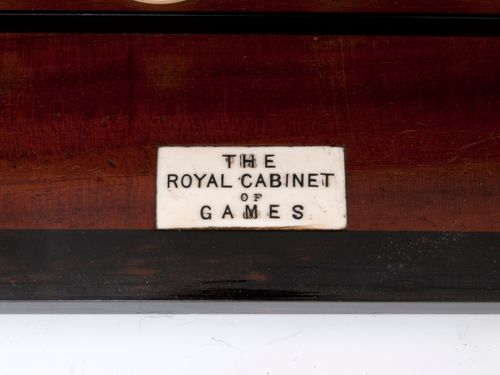 THE
ROYAL CABINET
OF
GAMES